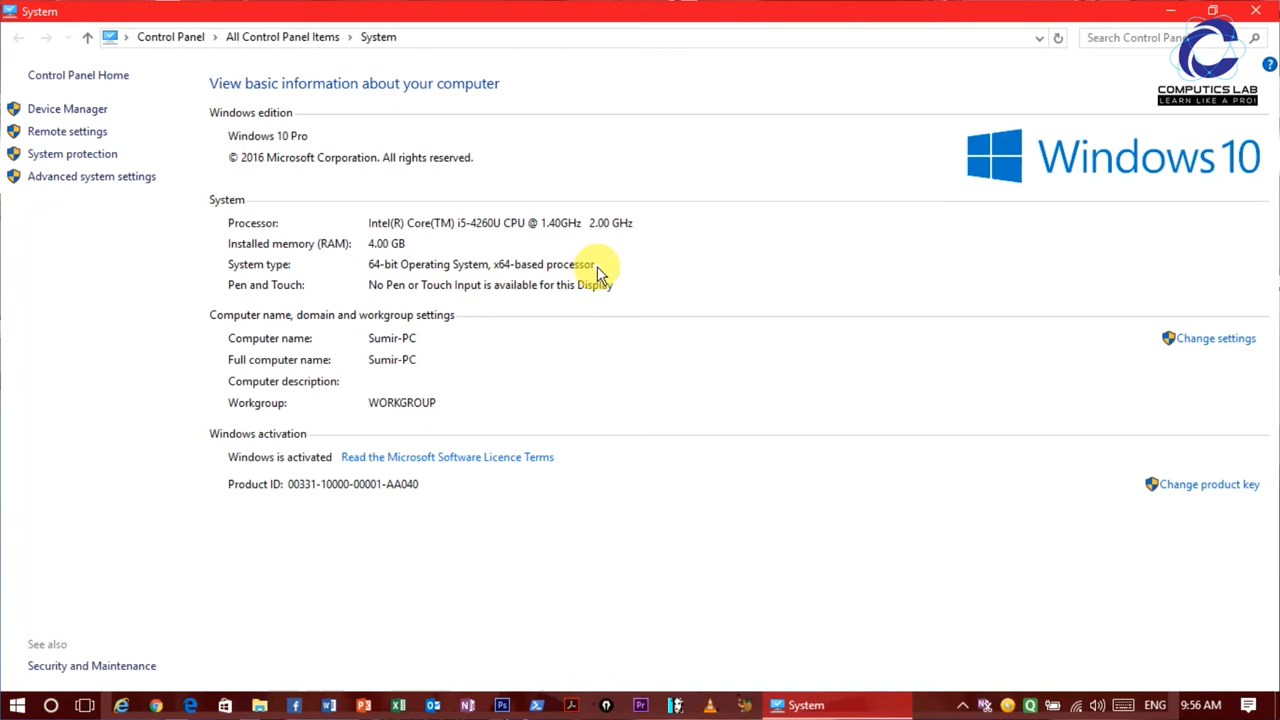 System
Control Panel > All Control Panel Items > System
Search Control Pane
COMPUTICS LAB
LEARN LIKE A PRO!
Control Panel Home
Device Manager
Remote settings
System protection
Advanced system settings
View basic information about your computer
Windows edition
Windows 10 Pro
© 2016 Microsoft Corporation. All rights reserved.
Windows 10
System
Processor: Intel(R) Core(TM) i5-4260U CPU @ 1.40GHz 2.00 GHz
Installed memory (RAM): 4.00 GB
System type: 64-bit Operating System, x64-based processor
Pen and Touch: No Pen or Touch Input is available for this Display
Computer name, domain and workgroup settings
Computer name: Sumir-PC
Change settings
Full computer name: Sumir-PC
Computer description:
Workgroup: WORKGROUP
Windows activation
Windows is activated Read the Microsoft Software Licence Terms
Product ID: 00331-10000-00001-AA040
Change product key
See also
Security and Maintenance
System
ENG
9:56 AM